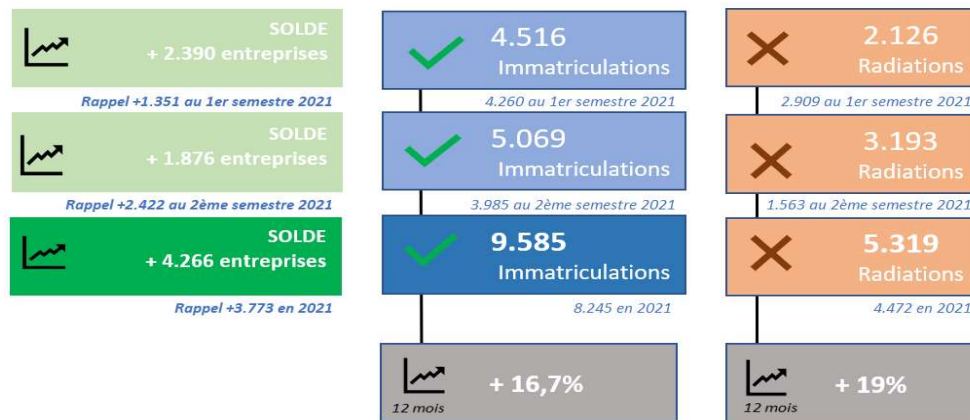 SOLDE
+ 2.390 entreprises
4.516
Immatriculations
2.126
Radiations
Rappel +1.351 au 1er semestre 2021
4.260 au 1er semestre 2021
2.909 au 1er semestre 2021
SOLDE
+ 1.876 entreprises
5.069
Immatriculations
3.193
Radiations
Rappel +2.422 au 2ème semestre 2021
3.985 au 2ème semestre 2021
1.563 au 2ème semestre 2021
SOLDE
+ 4.266 entreprises
9.585
Immatriculations
5.319
Radiations
Rappel +3.773 en 2021
8.245 en 2021
4.472 en 2021
+ 16,7%
12 mois
+ 19%
12 mois